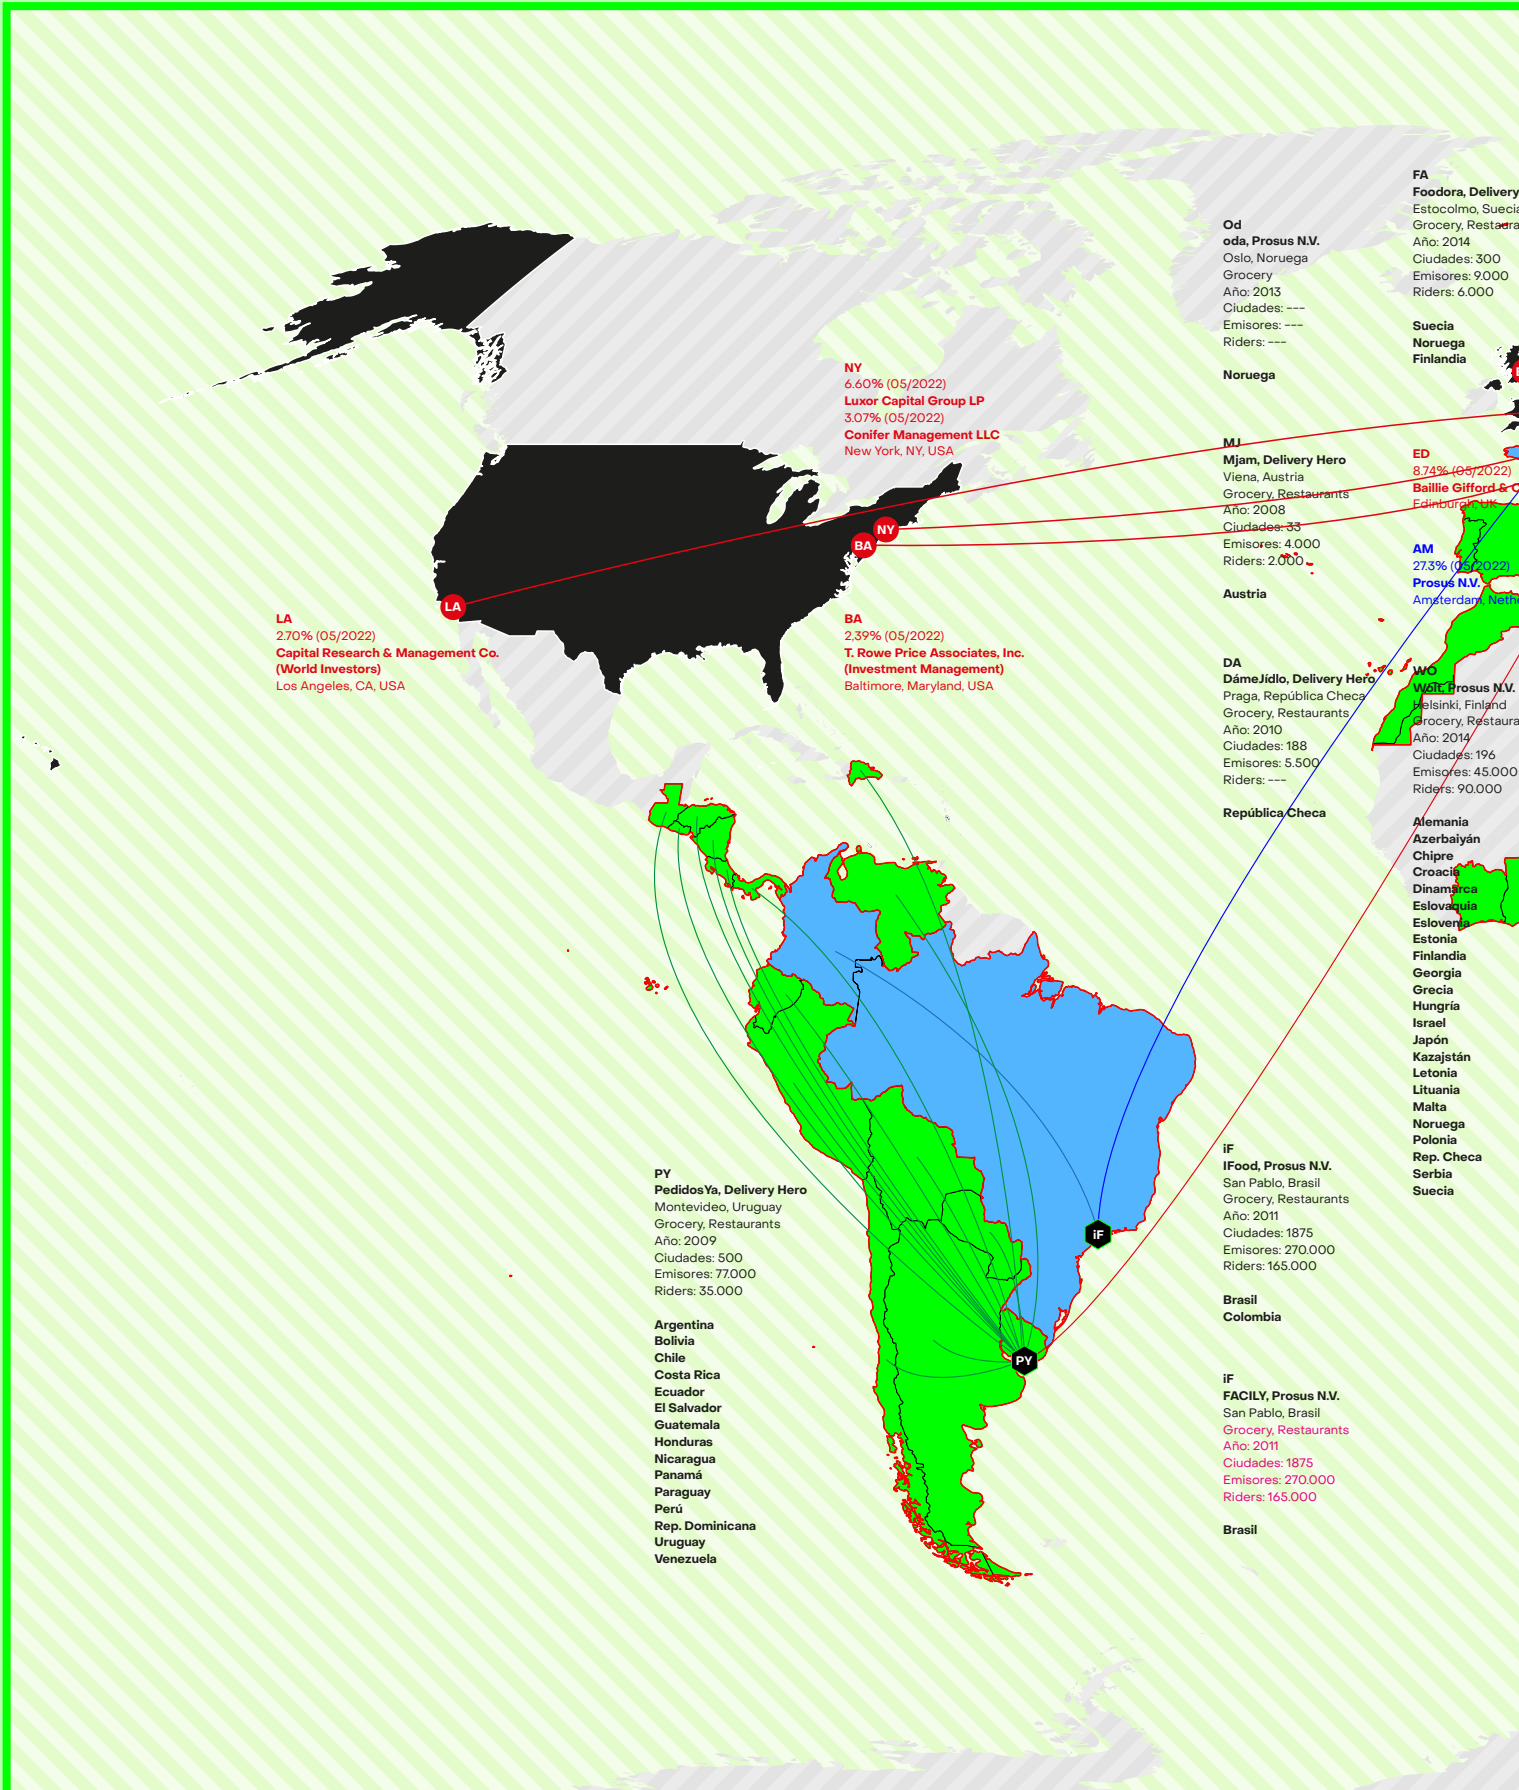 FA
Foodora, Delivery
Estocolmo, Suecia
Grocery, Restaura
Año: 2014
Ciudades: 300
Emisores: 9.000
Riders: 6.000
Suecia
Noruega
Finlandia
Od
oda, Prosus N.V.
Oslo, Noruega
Grocery
Año: 2013
Ciudades: ---
Emisores: ---
Riders: ---
Noruega
NY
6.60% (05/2022)
Luxor Capital Group LP
3.07% (05/2022)
Conifer Management LLC
New York, NY, USA
MJ
Mjam, Delivery Hero
Viena, Austria
Grocery, Restaurants
Año: 2008
Ciudades: 33
Emisores: 4.000
Riders: 2.000
Austria
ED
8.74% (05/2022)
Baillie Gifford & C
Edinburgh, UK
NY
BA
LA
AM
27.3% (05/2022)
Prosus N.V.
Amsterdam, Nethe
LA
2.70% (05/2022)
Capital Research & Management Co.
(World Investors)
Los Angeles, CA, USA
BA
2,39% (05/2022)
T. Rowe Price Associates, Inc.
(Investment Management)
Baltimore, Maryland, USA
DA
DámeJídlo, Delivery Hero
Praga, República Checa
Grocery, Restaurants
Año: 2010
Ciudades: 188
Emisores: 5.500
Riders: ---
República Checa
WO
Wolt, Prosus N.V.
Helsinki, Finland
Grocery, Restaura
Año: 2014
Ciudades: 196
Emisores: 45.000
Riders: 90.000
Alemania
Azerbaiyán
Chipre
Croacia
Dinamarca
Eslovaquia
Eslovenia
Estonia
Finlandia
Georgia
Grecia
Hungría
Israel
Japón
Kazajstán
Letonia
Lituania
Malta
Noruega
Polonia
Rep. Checa
Serbia
Suecia
PY
PedidosYa, Delivery Hero
Montevideo, Uruguay
Grocery, Restaurants
Año: 2009
Ciudades: 500
Emisores: 77.000
Riders: 35.000
Argentina
Bolivia
Chile
Costa Rica
Ecuador
El Salvador
Guatemala
Honduras
Nicaragua
Panamá
Paraguay
Perú
Rep. Dominicana
Uruguay
Venezuela
iF
PY
iF
IFood, Prosus N.V.
San Pablo, Brasil
Grocery, Restaurants
Año: 2011
Ciudades: 1875
Emisores: 270.000
Riders: 165.000
Brasil
Colombia
iF
FACILY, Prosus N.V.
San Pablo, Brasil
Grocery, Restaurants
Año: 2011
Ciudades: 1875
Emisores: 270.000
Riders: 165.000
Brasil